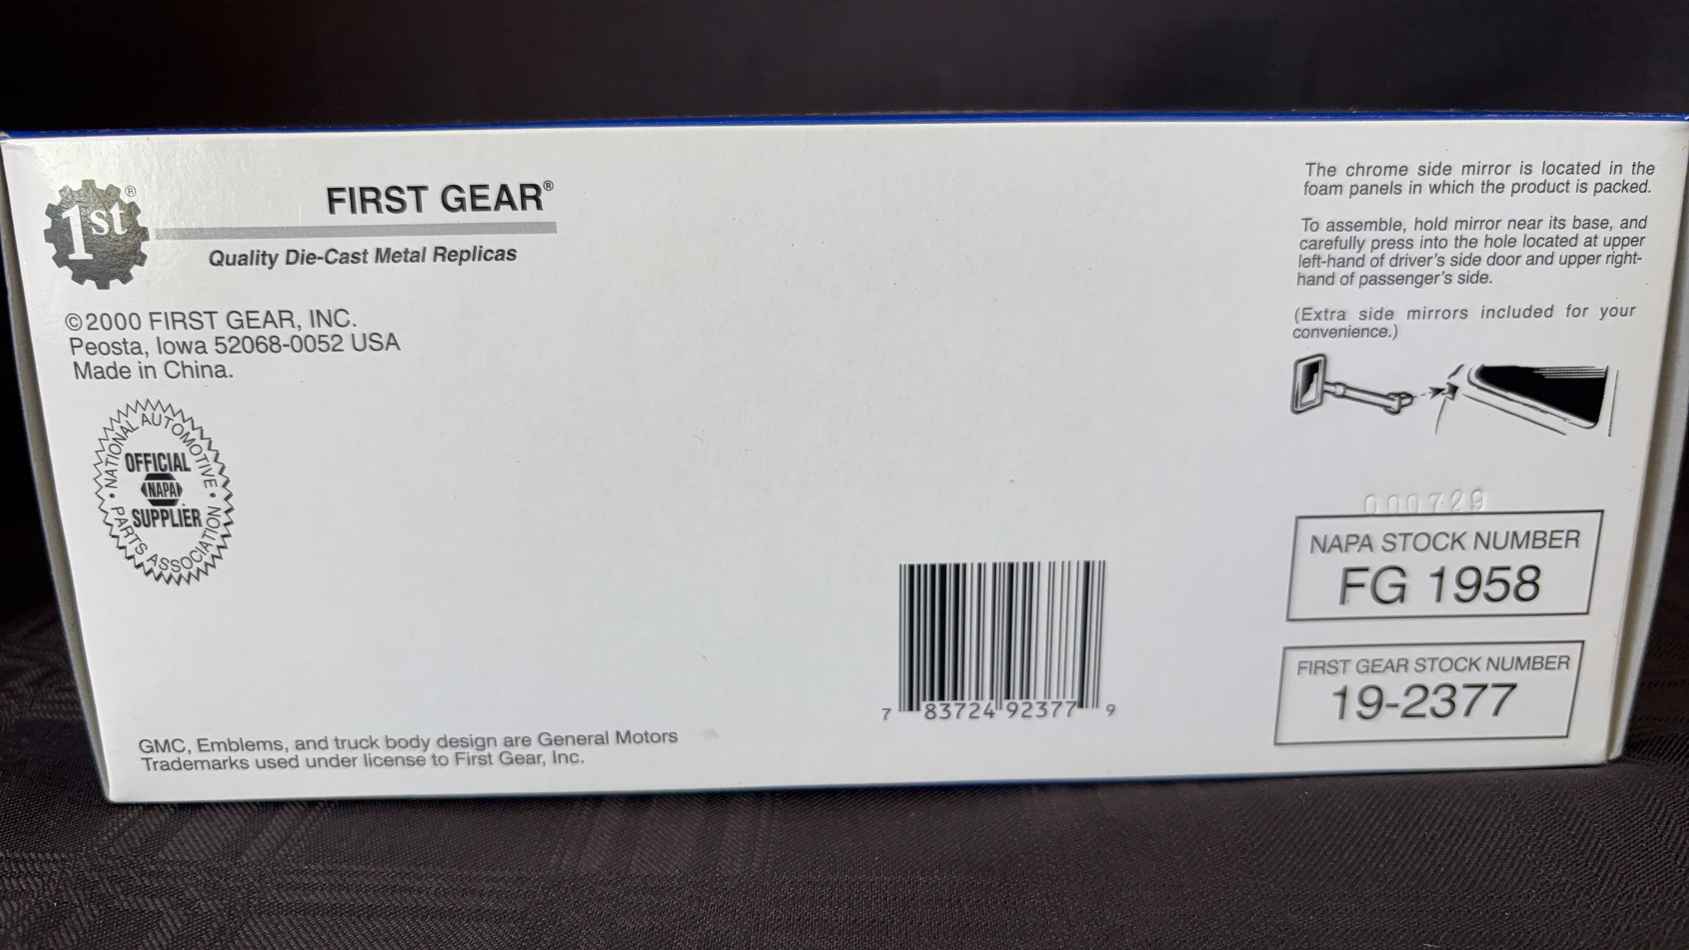 1st®
FIRST GEAR®
Quality Die-Cast Metal Replicas
©2000 FIRST GEAR, INC.
Peosta, Iowa 52068-0052 USA
Made in China.
NATIONAL AUTOMOTIVE
OFFICIAL
NAPA
SUPPLIER
PARTS ASSOCIATION
GMC, Emblems, and truck body design are General Motors
Trademarks used under license to First Gear, Inc.
7 83724 92377 9
The chrome side mirror is located in the
foam panels in which the product is packed.
To assemble, hold mirror near its base, and
carefully press into the hole located at upper
left-hand of driver's side door and upper right-
hand of passenger's side.
(Extra side mirrors included for your
convenience.)
000729
NAPA STOCK NUMBER
FG 1958
FIRST GEAR STOCK NUMBER
19-2377